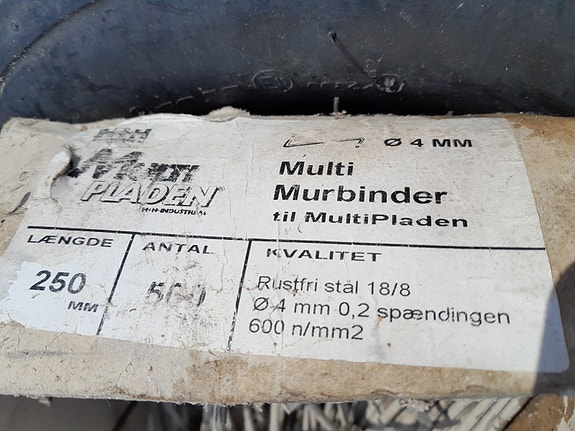 H+H
MULTI
PLADEN
H+H INDUSTRI A/S
Ø 4 MM
Multi
Murbinder
til MultiPladen
LÆNGDE
250
MM
ANTAL
500
KVALITET
Rustfri stål 18/8
Ø 4 mm 0,2 spændingen
600 n/mm2